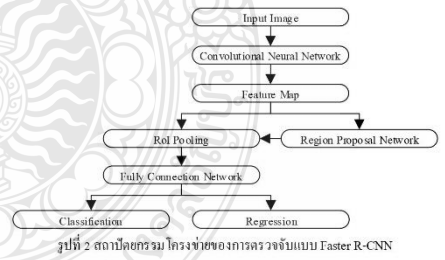 Input Image
Convolutional Neural Network
Feature Map
RoI Pooling Region Proposal Network
Fully Connection Network
Classification Regression
รูปที่ 2 สถาปัตยกรรมโครงข่ายของการตรวจจับแบบ Faster R-CNN